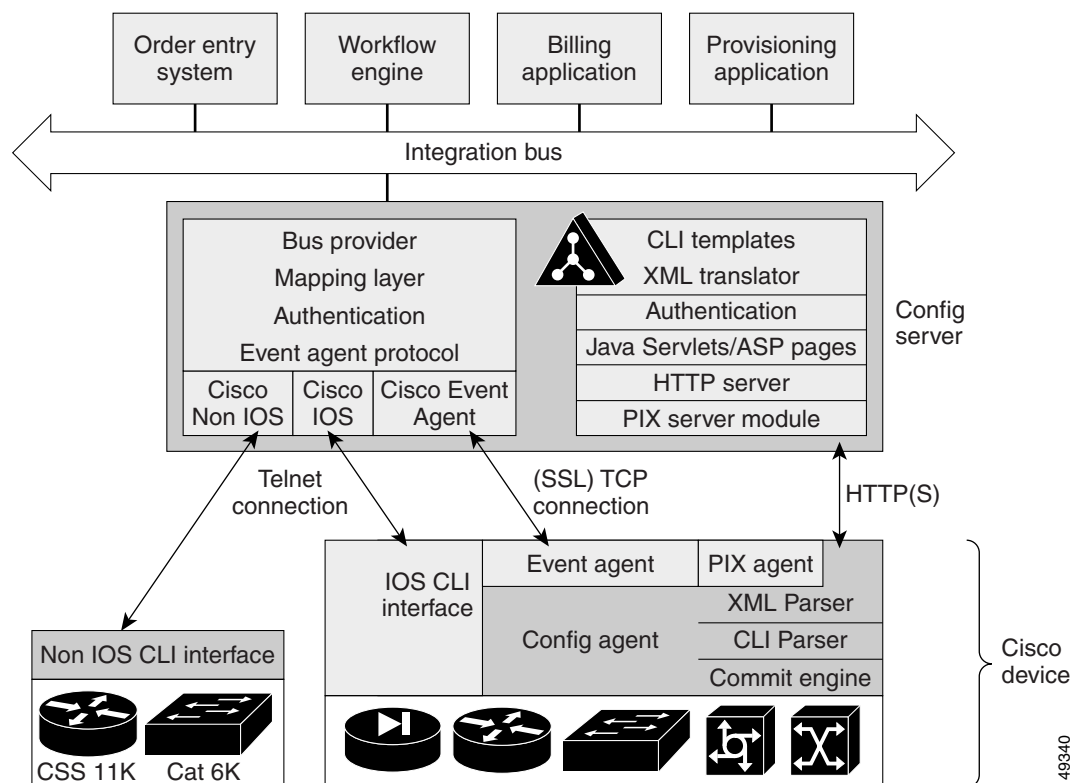 Order entry
system
Workflow
engine
Billing
application
Provisioning
application
Integration bus
Bus provider
Mapping layer
Authentication
Event agent protocol
Cisco
Non IOS
Cisco
IOS
Cisco Event
Agent
CLI templates
XML translator
Authentication
Java Servlets/ASP pages
HTTP server
PIX server module
Config
server
Telnet
connection
(SSL) TCP
connection
HTTP(S)
IOS CLI
interface
Event agent
PIX agent
Config agent
XML Parser
CLI Parser
Commit engine
Non IOS CLI interface
CSS 11K
Cat 6K
Cisco
device
49340